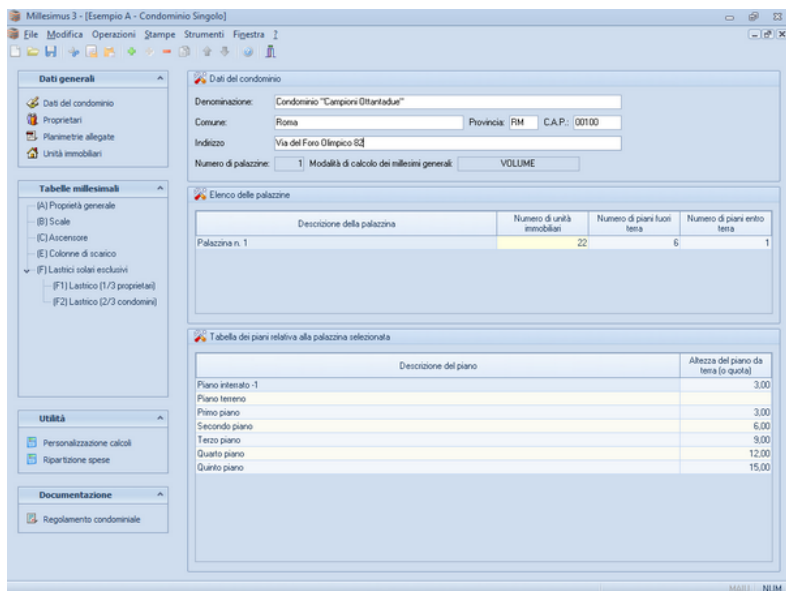 Millesimus 3 - [Esempio A - Condominio Singolo]
File Modifica Operazioni Stampe Strumenti Finestra ?
Dati generali
Dati del condominio
Proprietari
Planimetrie allegate
Unità immobiliari
Tabelle millesimali
(A) Proprietà generale
(B) Scale
(C) Ascensore
(E) Colonne di scarico
(F) Lastrici solari esclusivi
(F1) Lastrico (1/3 proprietari)
(F2) Lastrico (2/3 condomini)
Utilità
Personalizzazione calcoli
Ripartizione spese
Documentazione
Regolamento condominiale
Dati del condominio
Denominazione: Condominio "Campioni Ottantadue"
Comune: Roma Provincia: RM C.A.P.: 00100
Indirizzo Via del Foro Olimpico 82
Numero di palazzine: 1 Modalità di calcolo dei millesimi generali: VOLUME
Elenco delle palazzine
Descrizione della palazzina Numero di unità immobiliari Numero di piani fuori terra Numero di piani entro terra
Palazzina n. 1 22 6 1
Tabella dei piani relativa alla palazzina selezionata
Descrizione del piano Altezza del piano da terra (o quota)
Piano interrato -1 3,00
Piano terreno
Primo piano 3,00
Secondo piano 6,00
Terzo piano 9,00
Quarto piano 12,00
Quinto piano 15,00
NUM